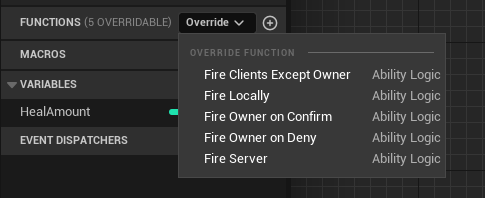 FUNCTIONS (5 OVERRIDABLE) Override
OVERRIDE FUNCTION
MACROS
Fire Clients Except Owner Ability Logic
VARIABLES
Fire Locally Ability Logic
HealAmount
Fire Owner on Confirm Ability Logic
EVENT DISPATCHERS
Fire Owner on Deny Ability Logic
Fire Server Ability Logic